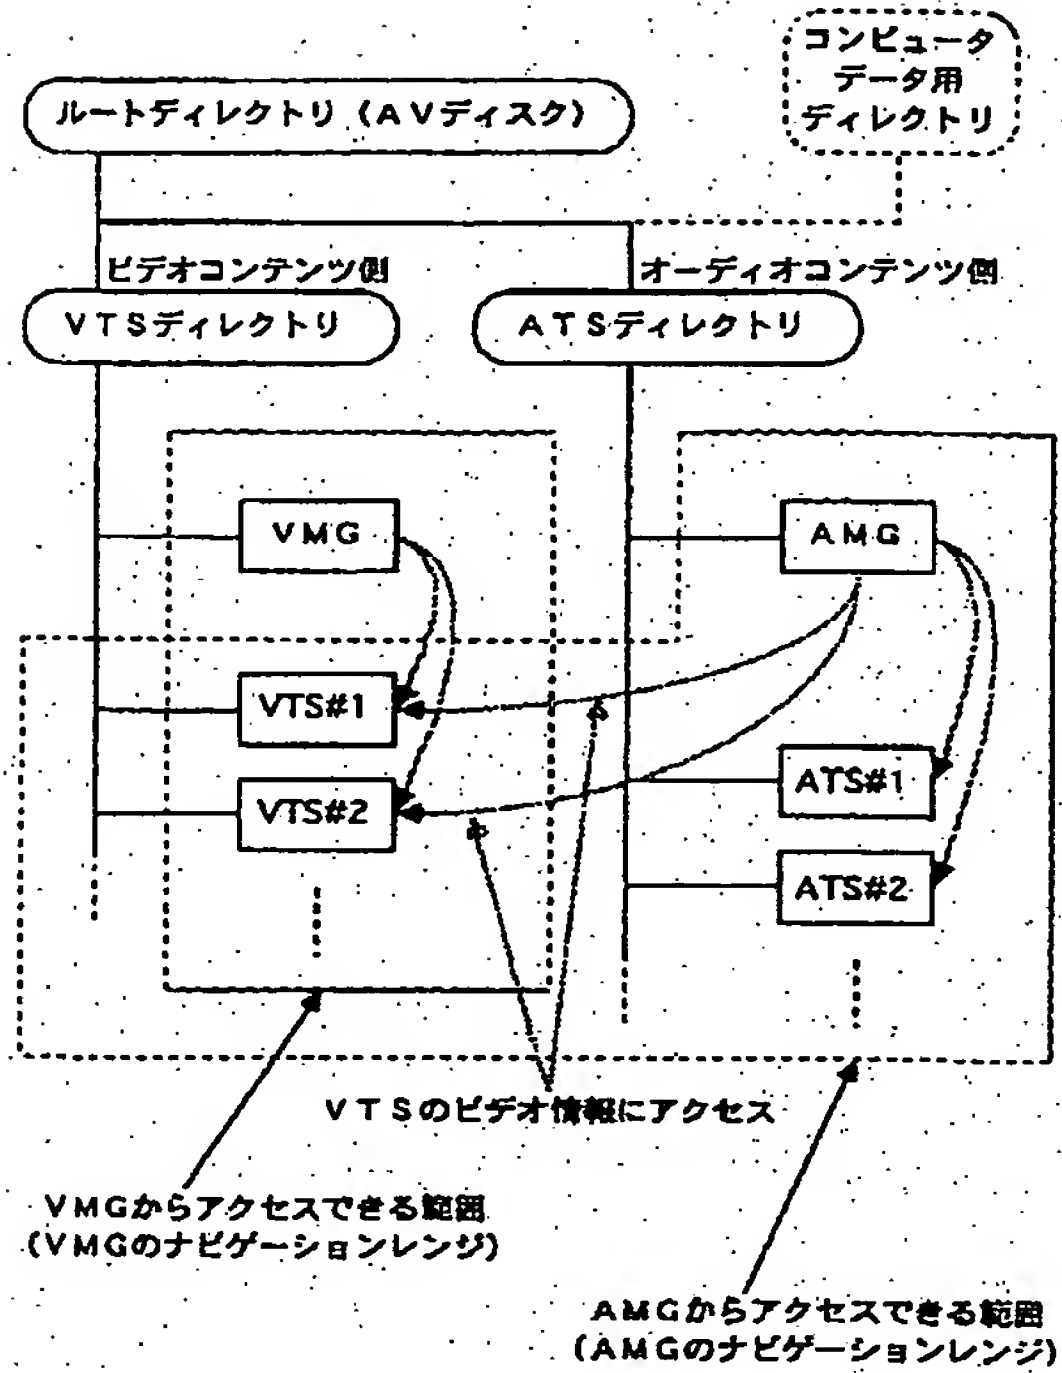 コンピュータ
データ用
ディレクトリ
ルートディレクトリ（AVディスク）
ビデオコンテンツ側
オーディオコンテンツ側
VTSディレクトリ
ATSディレクトリ
VMG
AMG
VTS#1
VTS#2
ATS#1
ATS#2
VTSのビデオ情報にアクセス
VMGからアクセスできる範囲
（VMGのナビゲーションレンジ）
AMGからアクセスできる範囲
（AMGのナビゲーションレンジ）